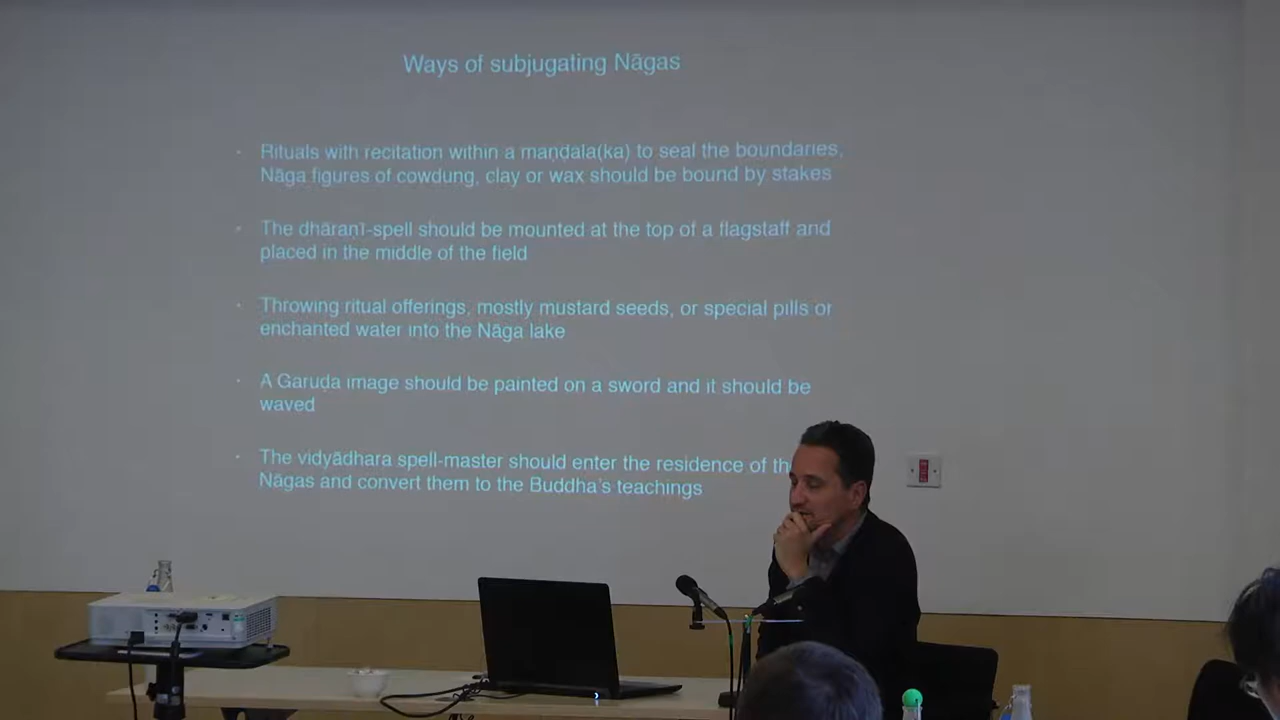 Ways of subjugating Nāgas
· Rituals with recitation within a maṇḍala(ka) to seal the boundaries,
Nāga figures of cowdung, clay or wax should be bound by stakes
· The dhāraṇī-spell should be mounted at the top of a flagstaff and
placed in the middle of the field
· Throwing ritual offerings, mostly mustard seeds, or special pills or
enchanted water into the Nāga lake
· A Garuḍa image should be painted on a sword and it should be
waved
· The vidyādhara spell-master should enter the residence of th
Nāgas and convert them to the Buddha's teachings